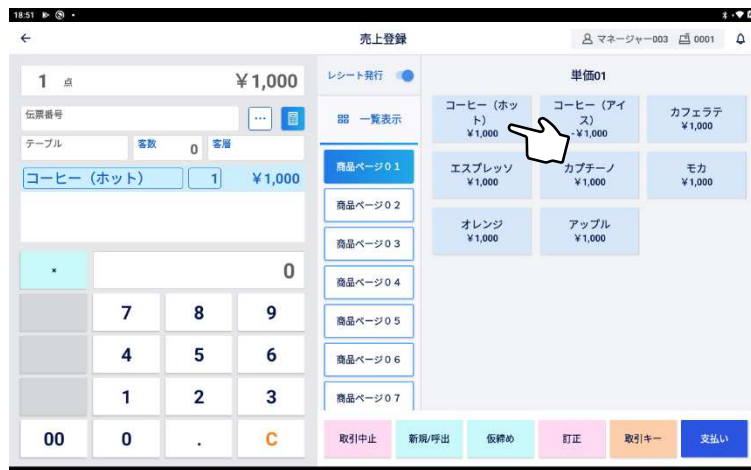 18:51
売上登録
マネージャー003 0001
1 点 ¥1,000
伝票番号
テーブル 客数 0 客層
コーヒー（ホット） 1 ¥1,000
× 0
7 8 9
4 5 6
1 2 3
00 0 . C
レシート発行
一覧表示
商品ページ01
商品ページ02
商品ページ03
商品ページ04
商品ページ05
商品ページ06
商品ページ07
単価01
コーヒー（ホッ
ト）
¥1,000
コーヒー（アイ
ス）
-¥1,000
カフェラテ
¥1,000
エスプレッソ
¥1,000
カプチーノ
¥1,000
モカ
¥1,000
オレンジ
¥1,000
アップル
¥1,000
取引中止 新規/呼出 仮締め 訂正 取引キー 支払い